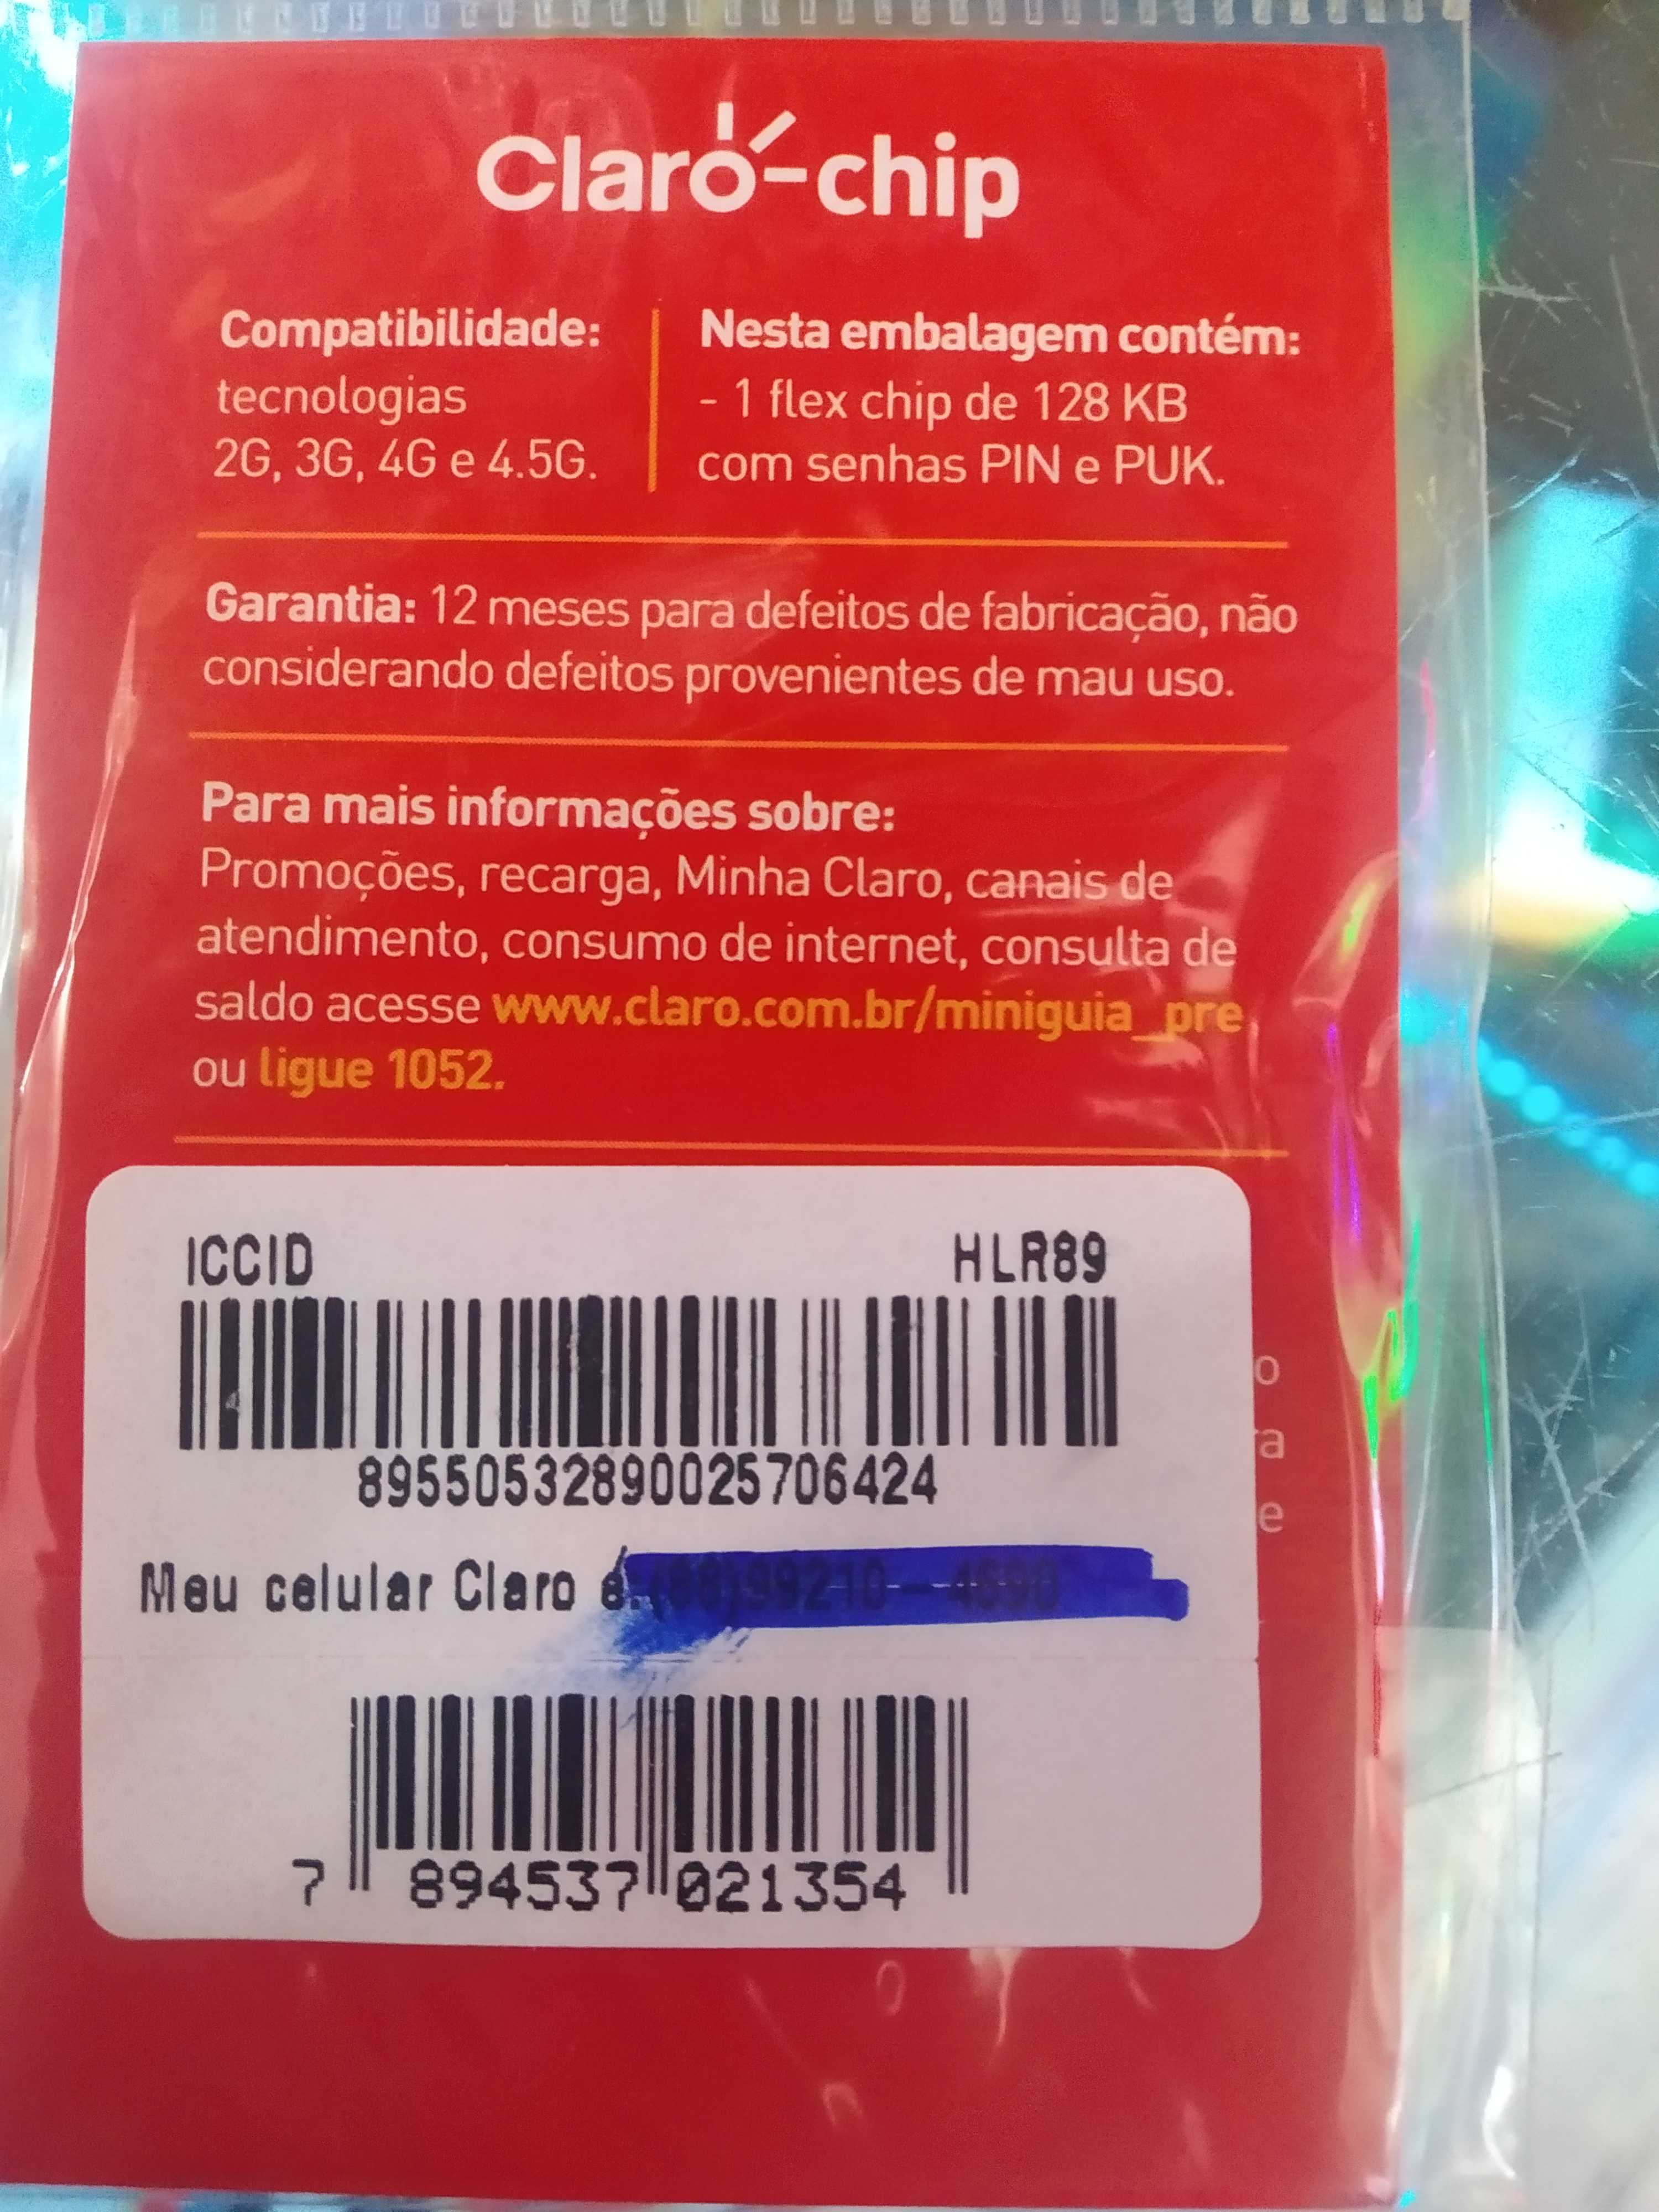 Claro-chip
Compatibilidade:
tecnologias
2G, 3G, 4G e 4.5G.
Nesta embalagem contém:
- 1 flex chip de 128 KB
com senhas PIN e PUK.
Garantia: 12 meses para defeitos de fabricação, não
considerando defeitos provenientes de mau uso.
Para mais informações sobre:
Promoções, recarga, Minha Claro, canais de
atendimento, consumo de internet, consulta de
saldo acesse www.claro.com.br/miniguia_pre
ou ligue 1052.
ICCID HLR89
89550532890025706424
Meu celular Claro é:
7 894537 021354